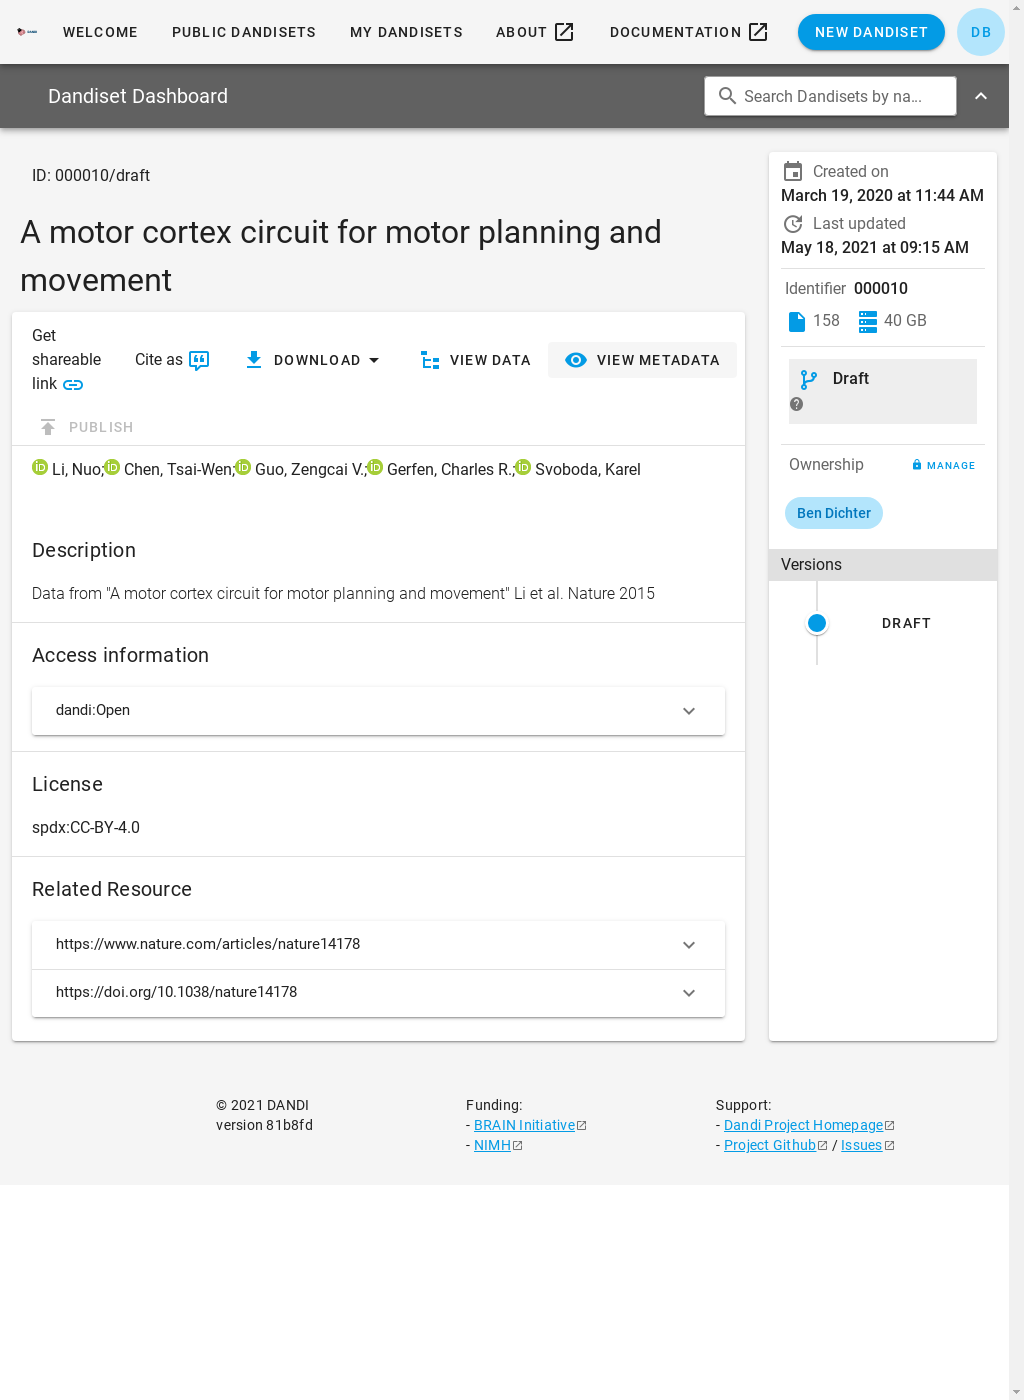 WELCOME PUBLIC DANDISETS MY DANDISETS ABOUT DOCUMENTATION NEW DANDISET DB
Dandiset Dashboard Search Dandisets by na...
ID: 000010/draft
A motor cortex circuit for motor planning and
movement
Get
shareable
link
Cite as
DOWNLOAD
VIEW DATA
VIEW METADATA
PUBLISH
Li, Nuo; Chen, Tsai-Wen; Guo, Zengcai V.; Gerfen, Charles R.; Svoboda, Karel
Description
Data from "A motor cortex circuit for motor planning and movement" Li et al. Nature 2015
Access information
dandi:Open
License
spdx:CC-BY-4.0
Related Resource
https://www.nature.com/articles/nature14178
https://doi.org/10.1038/nature14178
Created on
March 19, 2020 at 11:44 AM
Last updated
May 18, 2021 at 09:15 AM
Identifier 000010
158 40 GB
Draft
Ownership MANAGE
Ben Dichter
Versions
DRAFT
© 2021 DANDI
version 81b8fd
Funding:
- BRAIN Initiative
- NIMH
Support:
- Dandi Project Homepage
- Project Github / Issues